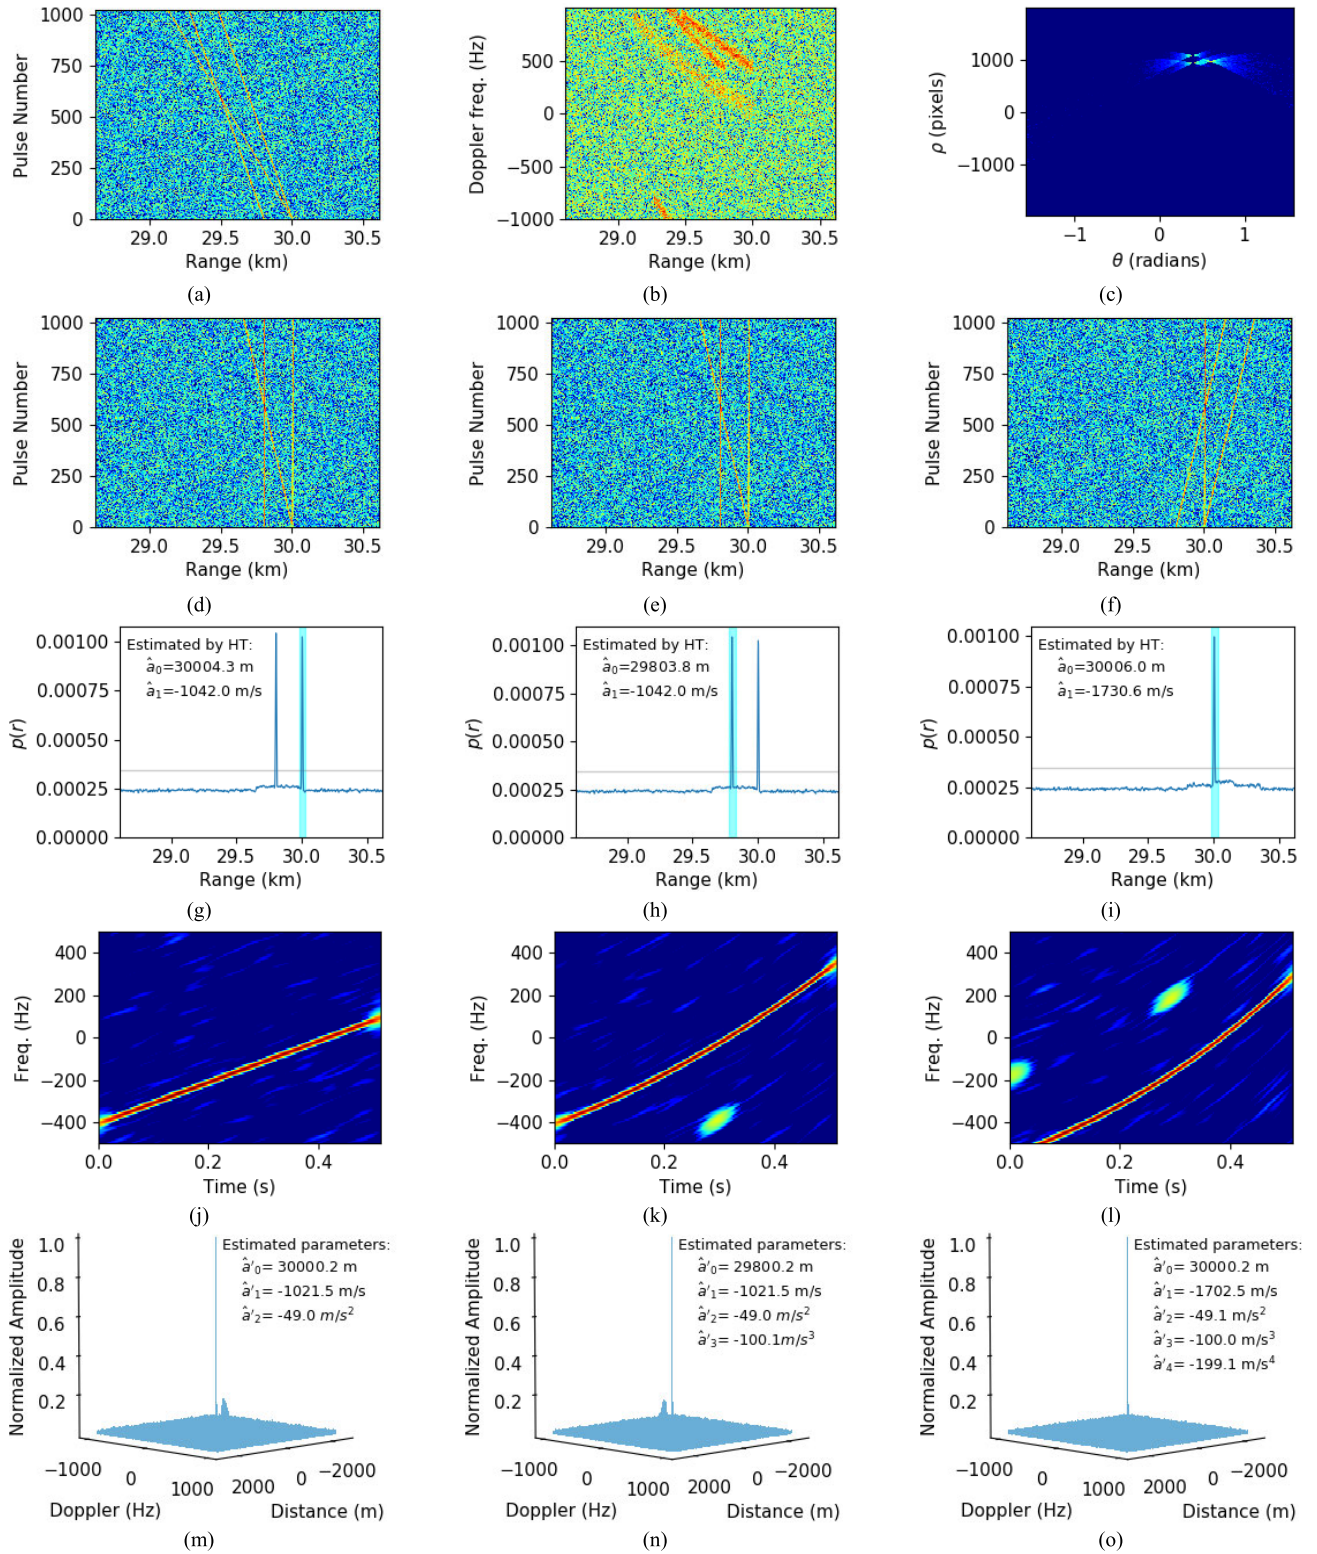 1000
750
500
250
0
Pulse Number
29.0 29.5 30.0 30.5
Range (km)
(a)
500
0
−500
−1000
Doppler freq. (Hz)
29.0 29.5 30.0 30.5
Range (km)
(b)
1000
0
−1000
ρ (pixels)
−1 0 1
θ (radians)
(c)
1000
750
500
250
0
Pulse Number
29.0 29.5 30.0 30.5
Range (km)
(d)
1000
750
500
250
0
Pulse Number
29.0 29.5 30.0 30.5
Range (km)
(e)
1000
750
500
250
0
Pulse Number
29.0 29.5 30.0 30.5
Range (km)
(f)
0.00100
0.00075
0.00050
0.00025
0.00000
p(r)
Estimated by HT:
â₀=30004.3 m
â₁=-1042.0 m/s
29.0 29.5 30.0 30.5
Range (km)
(g)
0.00100
0.00075
0.00050
0.00025
0.00000
p(r)
Estimated by HT:
â₀=29803.8 m
â₁=-1042.0 m/s
29.0 29.5 30.0 30.5
Range (km)
(h)
0.00100
0.00075
0.00050
0.00025
0.00000
p(r)
Estimated by HT:
â₀=30006.0 m
â₁=-1730.6 m/s
29.0 29.5 30.0 30.5
Range (km)
(i)
400
200
0
−200
−400
Freq. (Hz)
0.0 0.2 0.4
Time (s)
(j)
400
200
0
−200
−400
Freq. (Hz)
0.0 0.2 0.4
Time (s)
(k)
400
200
0
−200
−400
Freq. (Hz)
0.0 0.2 0.4
Time (s)
(l)
1.0
0.8
0.6
0.4
0.2
Normalized Amplitude
Estimated parameters:
â'₀= 30000.2 m
â'₁= -1021.5 m/s
â'₂= -49.0 m/s²
−1000 0 1000
2000 0 −2000
Doppler (Hz)
Distance (m)
(m)
1.0
0.8
0.6
0.4
0.2
Normalized Amplitude
Estimated parameters:
â'₀= 29800.2 m
â'₁= -1021.5 m/s
â'₂= -49.0 m/s²
â'₃= -100.1m/s³
−1000 0 1000
2000 0 −2000
Doppler (Hz)
Distance (m)
(n)
1.0
0.8
0.6
0.4
0.2
Normalized Amplitude
Estimated parameters:
â'₀= 30000.2 m
â'₁= -1702.5 m/s
â'₂= -49.1 m/s²
â'₃= -100.0 m/s³
â'₄= -199.1 m/s⁴
−1000 0 1000
2000 0 −2000
Doppler (Hz)
Distance (m)
(o)